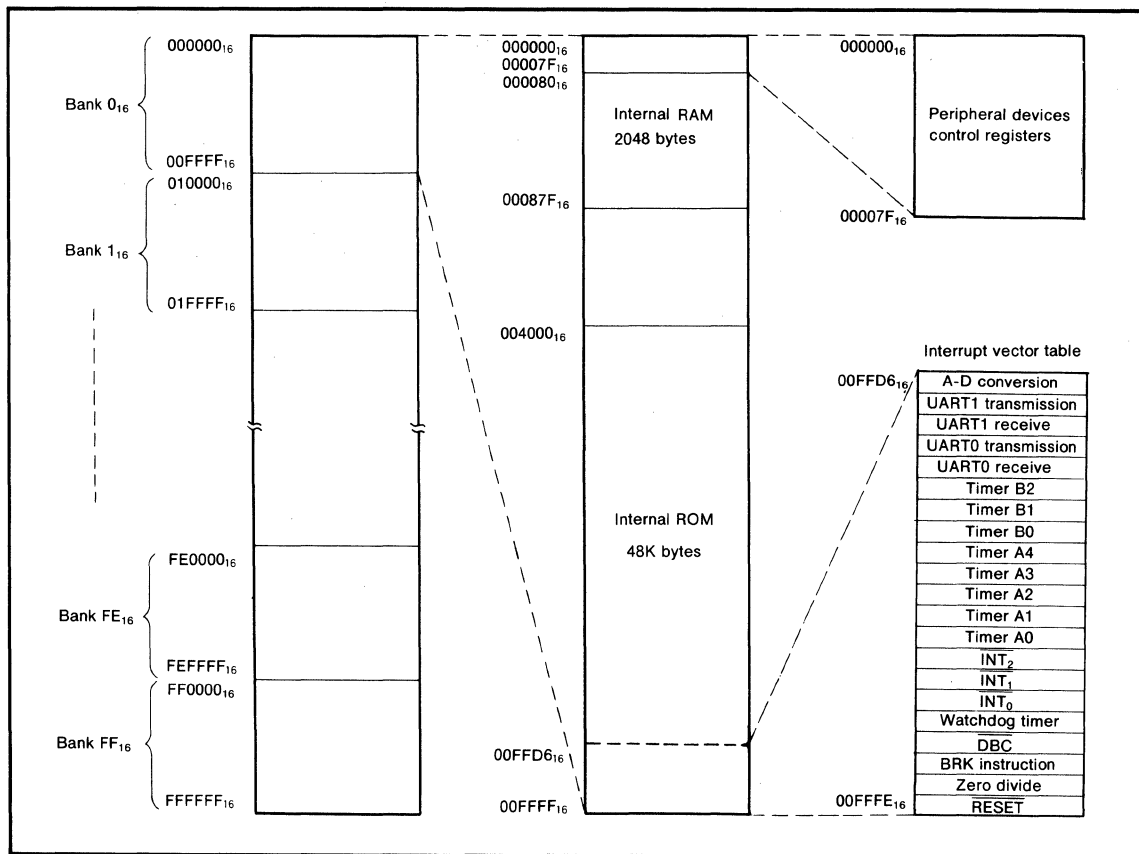 000000₁₆
Bank 0₁₆
00FFFF₁₆
010000₁₆
Bank 1₁₆
01FFFF₁₆
FE0000₁₆
Bank FE₁₆
FEFFFF₁₆
FF0000₁₆
Bank FF₁₆
FFFFFF₁₆
000000₁₆
00007F₁₆
000080₁₆
Internal RAM
2048 bytes
00087F₁₆
004000₁₆
Internal ROM
48K bytes
00FFD6₁₆
00FFFF₁₆
000000₁₆
Peripheral devices
control registers
00007F₁₆
Interrupt vector table
00FFD6₁₆
A-D conversion
UART1 transmission
UART1 receive
UART0 transmission
UART0 receive
Timer B2
Timer B1
Timer B0
Timer A4
Timer A3
Timer A2
Timer A1
Timer A0
INT₂
INT₁
INT₀
Watchdog timer
DBC
BRK instruction
Zero divide
00FFFE₁₆
RESET